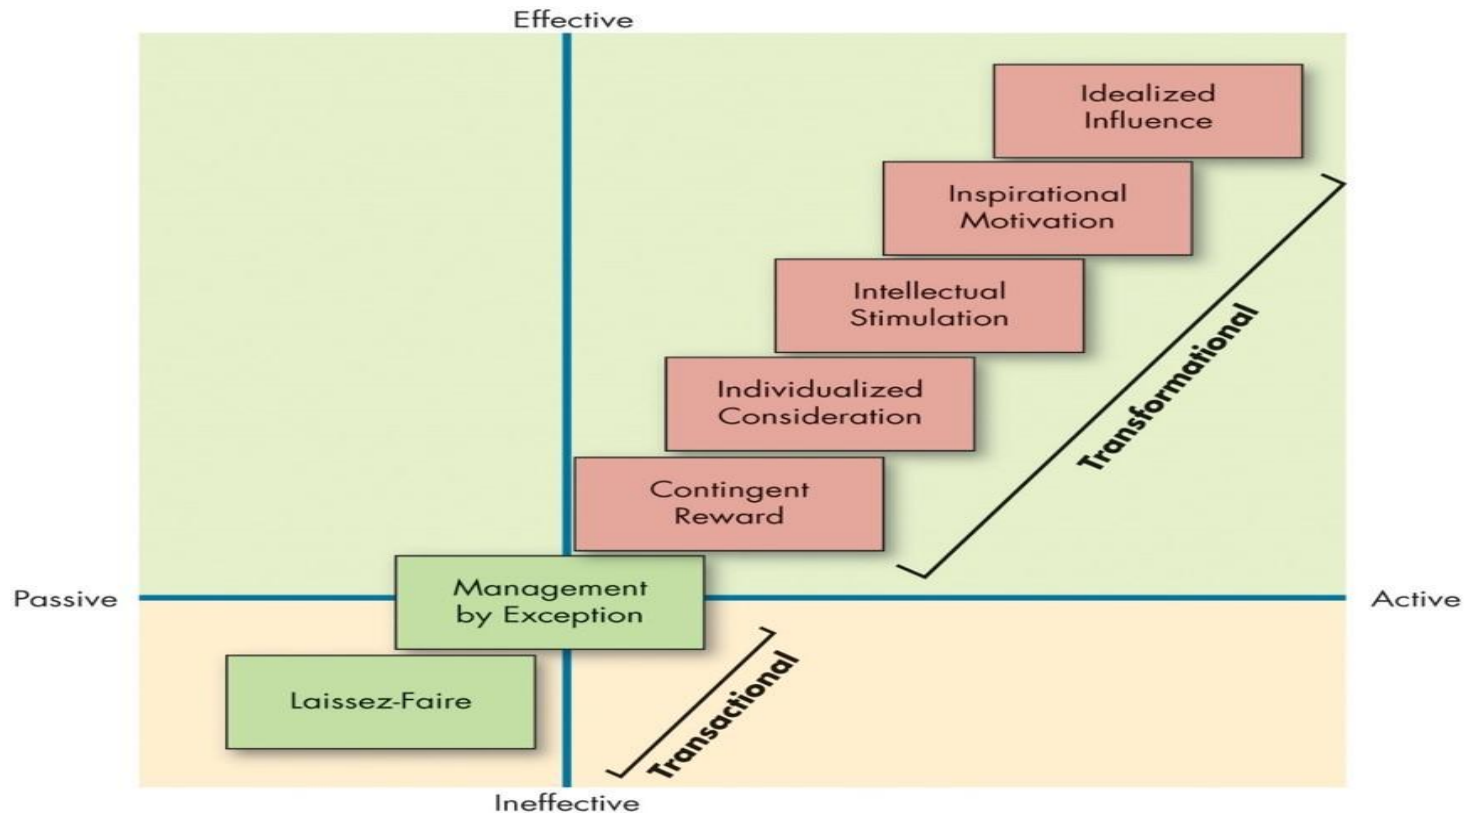 Effective
Idealized
Influence
Inspirational
Motivation
Intellectual
Stimulation
Individualized
Consideration
Transformational
Contingent
Reward
Management
by Exception
Passive
Active
Laissez-Faire
Transactional
Ineffective